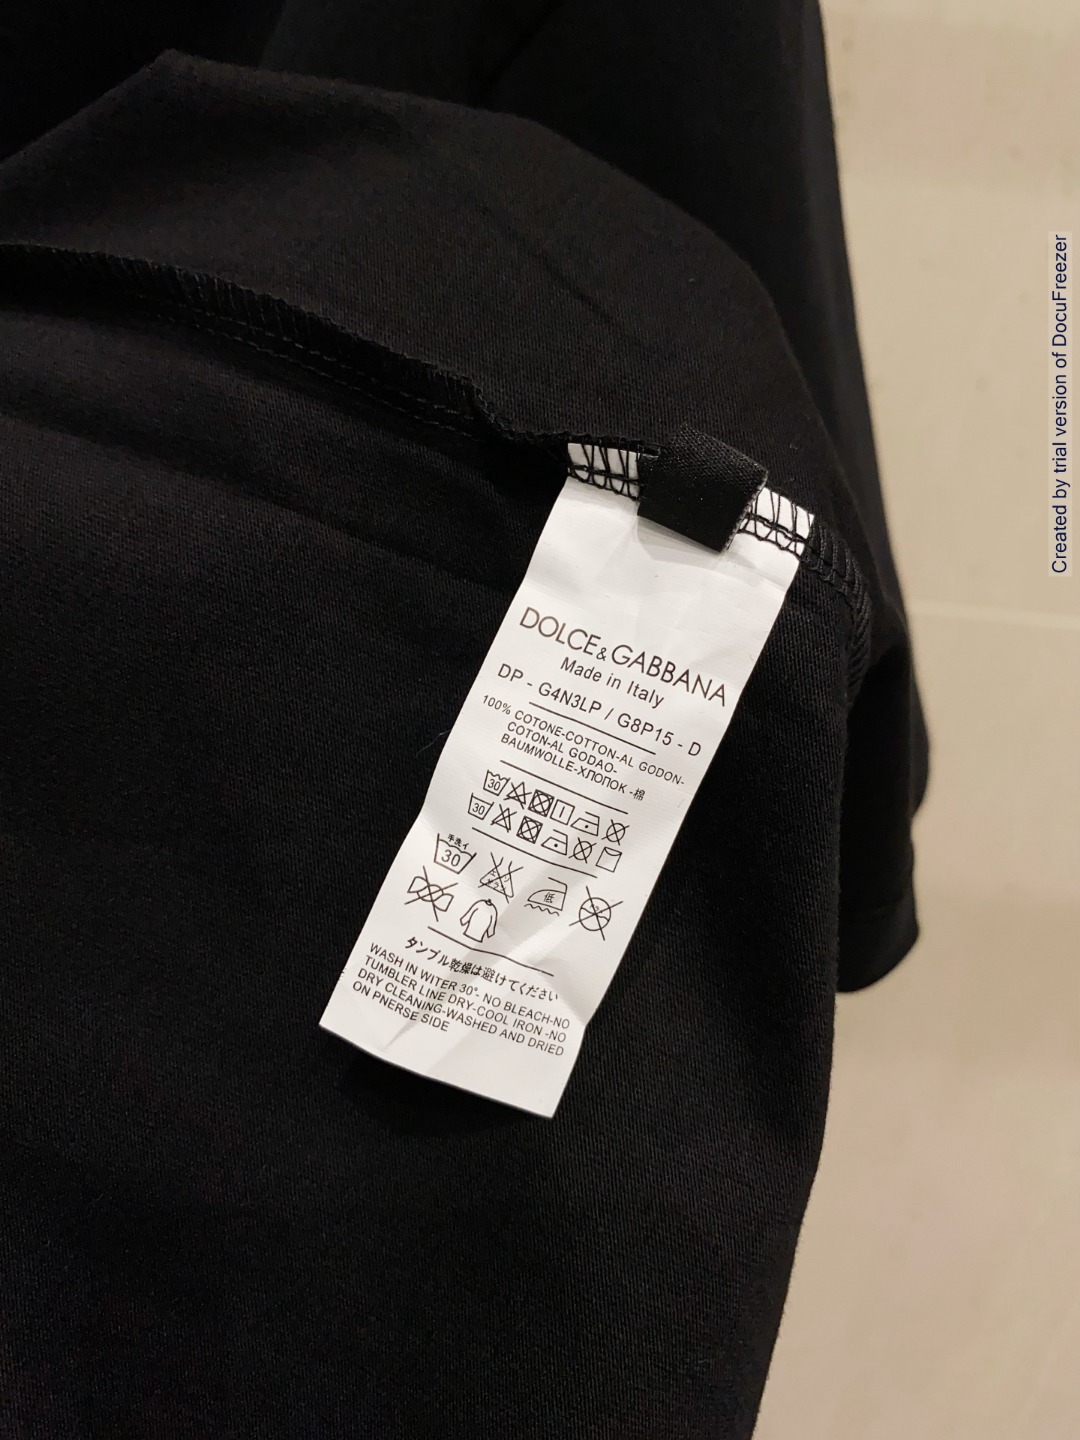 DOLCE&GABBANA
Made in Italy
DP - G4N3LP / G8P15 - D
100% COTONE-COTTON-AL GODON-
COTON-AL GODAO-
BAUMWOLLE-ХЛОПОК -棉
30
30
手洗イ
30
低
タンブル乾燥は避けてください
WASH IN WITER 30°. NO BLEACH-NO
TUMBLER LINE DRY-COOL IRON -NO
DRY CLEANING-WASHED AND DRIED
ON PNERSE SIDE
Created by trial version of DocuFreezer